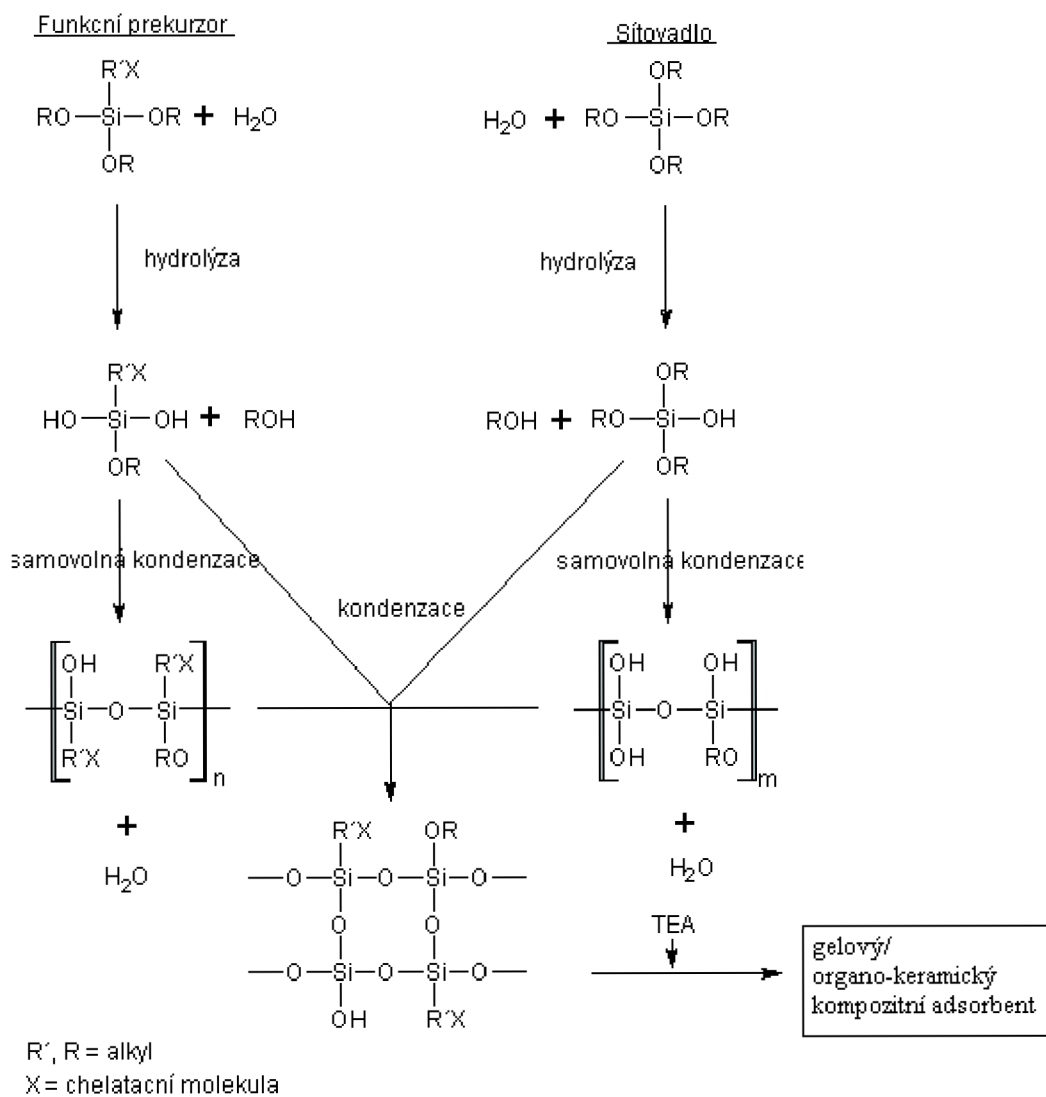 Funkcní prekurzor
Sítovadlo
R´X
RO—Si—OR + H2O
OR
OR
H2O + RO—Si—OR
OR
hydrolýza
hydrolýza
R´X
HO—Si—OH + ROH
OR
OR
ROH + RO—Si—OH
OR
samovolná kondenzace
samovolná kondenzace
kondenzace
OH R´X
Si—O—Si
R´X RO
n
OH OH
Si—O—Si
OH RO
m
+
H2O
+
H2O
R´X OR
—O—Si—O—Si—O—
O O
—O—Si—O—Si—O—
OH R´X
TEA
gelový/
organo-keramický
kompozitní adsorbent
R´, R = alkyl
X = chelatacní molekula